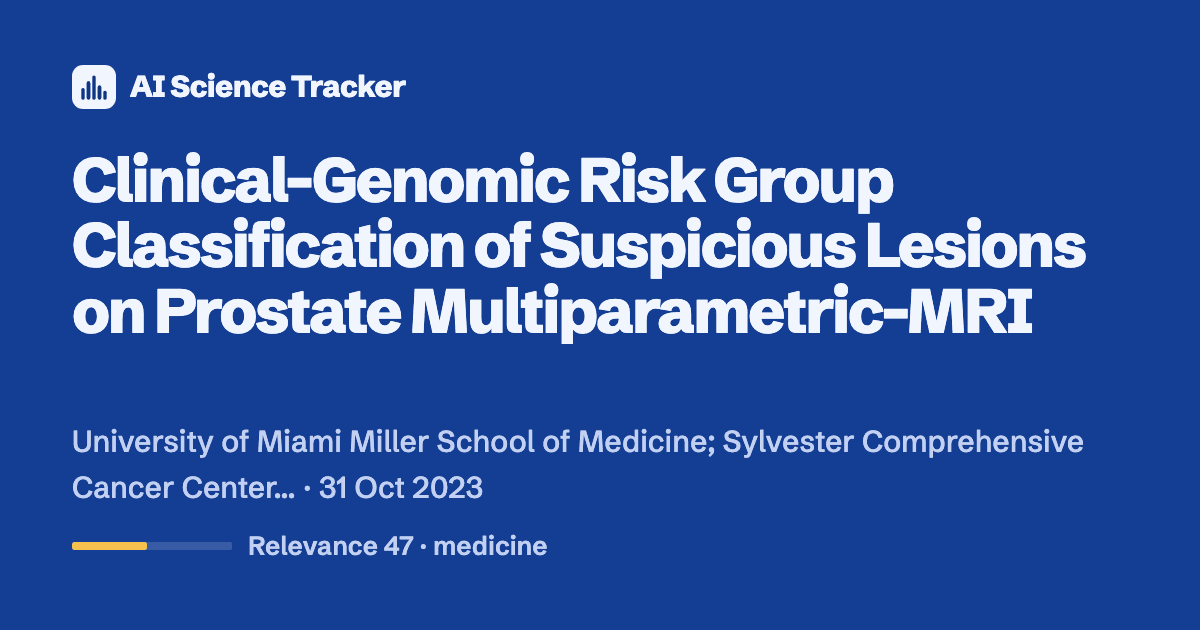 AI Science Tracker
Clinical-Genomic Risk Group
Classification of Suspicious Lesions
on Prostate Multiparametric-MRI
University of Miami Miller School of Medicine; Sylvester Comprehensive
Cancer Center... · 31 Oct 2023
Relevance 47 · medicine